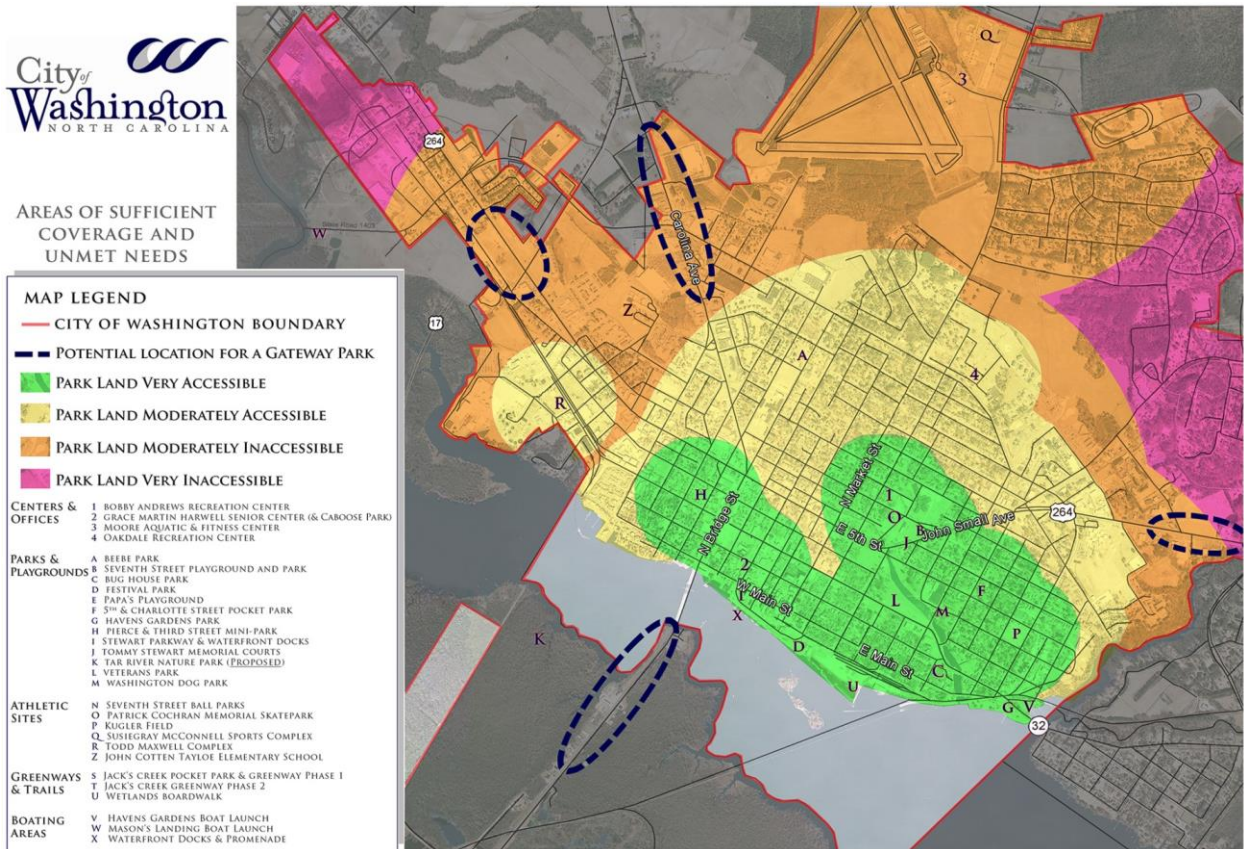 City of
Washington
NORTH CAROLINA
AREAS OF SUFFICIENT
COVERAGE AND
UNMET NEEDS
MAP LEGEND
CITY OF WASHINGTON BOUNDARY
POTENTIAL LOCATION FOR A GATEWAY PARK
PARK LAND VERY ACCESSIBLE
PARK LAND MODERATELY ACCESSIBLE
PARK LAND MODERATELY INACCESSIBLE
PARK LAND VERY INACCESSIBLE
CENTERS & OFFICES
1 BOBBY ANDREWS RECREATION CENTER
2 GRACE MARTIN HARWELL SENIOR CENTER (& CABOOSE PARK)
3 MOORE AQUATIC & FITNESS CENTER
4 OAKDALE RECREATION CENTER
PARKS & PLAYGROUNDS
A BEEBE PARK
B SEVENTH STREET PLAYGROUND AND PARK
C BUG HOUSE PARK
D FESTIVAL PARK
E PAPA'S PLAYGROUND
F 5TH & CHARLOTTE STREET POCKET PARK
G HAVENS GARDENS PARK
H PIERCE & THIRD STREET MINI-PARK
I STEWART PARKWAY & WATERFRONT DOCKS
J TOMMY STEWART MEMORIAL COURTS
K TAR RIVER NATURE PARK (PROPOSED)
L VETERANS PARK
M WASHINGTON DOG PARK
ATHLETIC SITES
N SEVENTH STREET BALL PARKS
O PATRICK COCHRAN MEMORIAL SKATEPARK
P KUGLER FIELD
Q SUSIEGRAY MCCONNELL SPORTS COMPLEX
R TODD MAXWELL COMPLEX
Z JOHN COTTEN TAYLOE ELEMENTARY SCHOOL
GREENWAYS & TRAILS
S JACK'S CREEK POCKET PARK & GREENWAY PHASE 1
T JACK'S CREEK GREENWAY PHASE 2
U WETLANDS BOARDWALK
BOATING AREAS
V HAVENS GARDENS BOAT LAUNCH
W MASON'S LANDING BOAT LAUNCH
X WATERFRONT DOCKS & PROMENADE
Q
3
264
W
Carolina Ave
17
Z
A
4
R
N Market St
H
1
N Bridge St
O
B
John Small Ave
264
E 5th St
J
2
W Main St
F
L
M
X
P
K
D
E Main St
C
U
G V
32